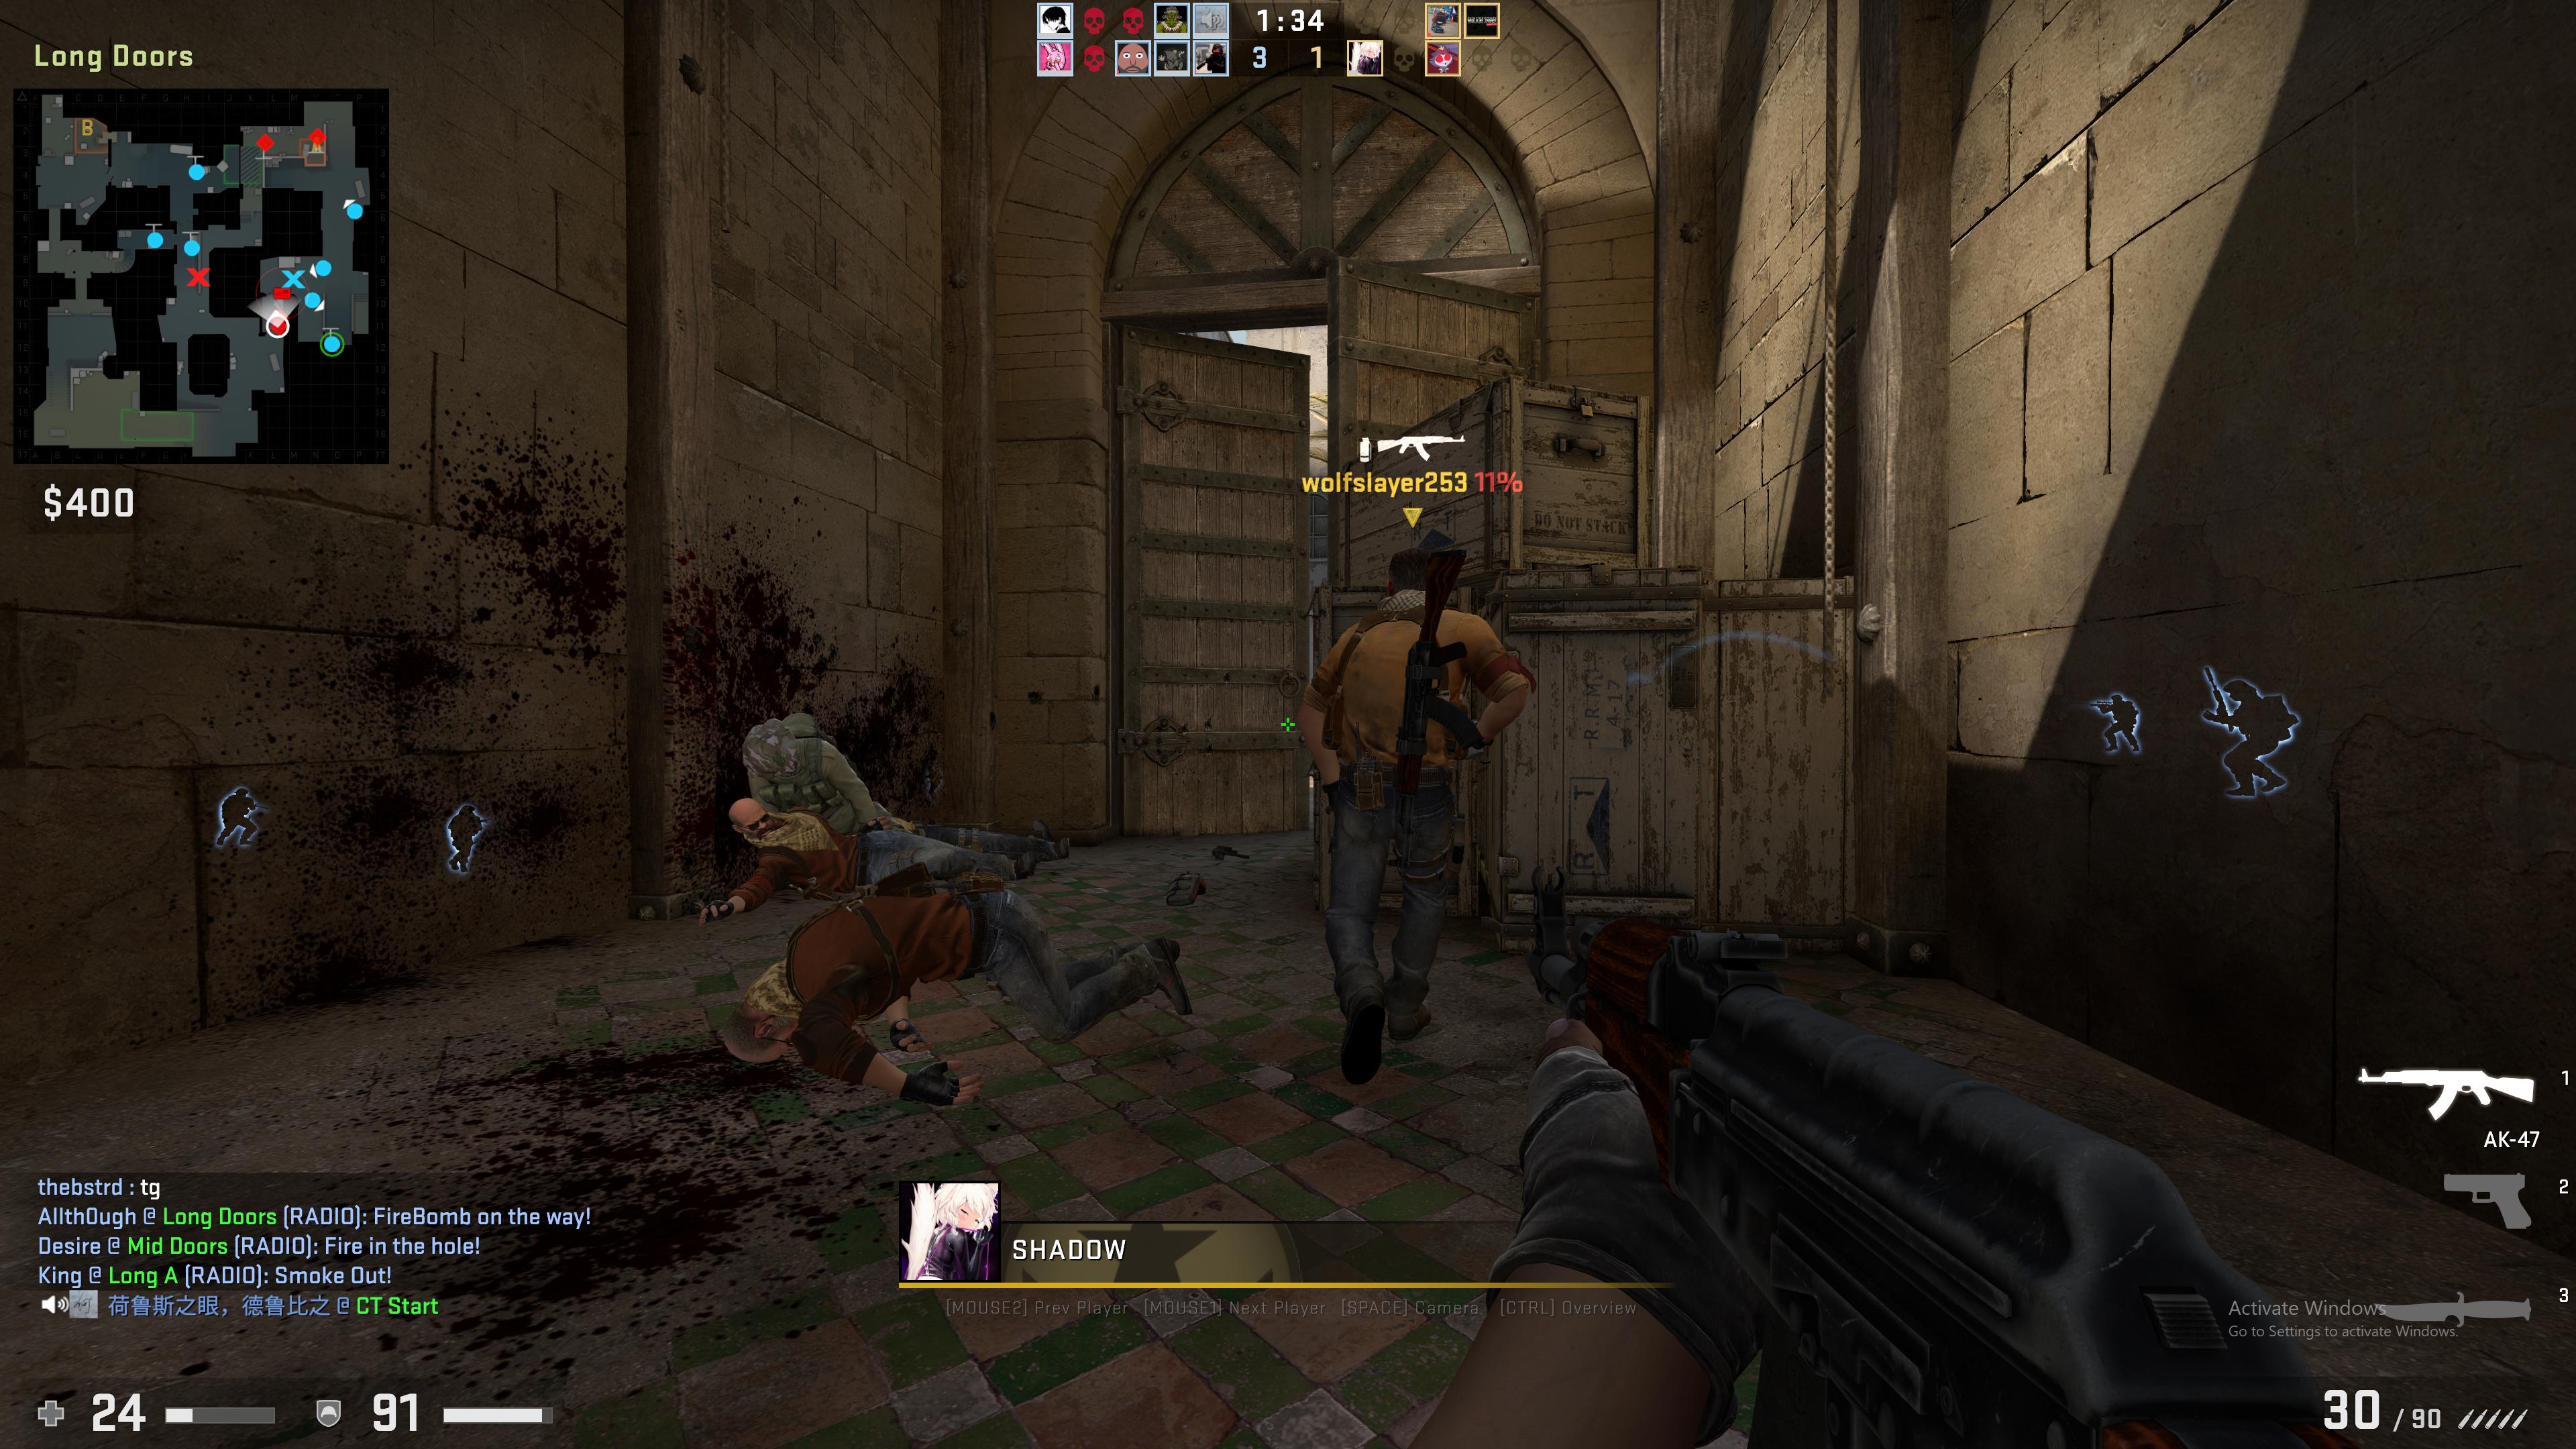 Long Doors
1:34
3 1
B
$400
wolfslayer253 11%
DO NOT STACK
thebstrd : tg
Allth0ugh @ Long Doors (RADIO): FireBomb on the way!
Desire @ Mid Doors (RADIO): Fire in the hole!
King @ Long A (RADIO): Smoke Out!
荷鲁斯之眼，德鲁比之 @ CT Start
SHADOW
[MOUSE2] Prev Player [MOUSE1] Next Player [SPACE] Camera [CTRL] Overview
1
AK-47
2
3
Activate Windows
Go to Settings to activate Windows.
24
91
30 / 90